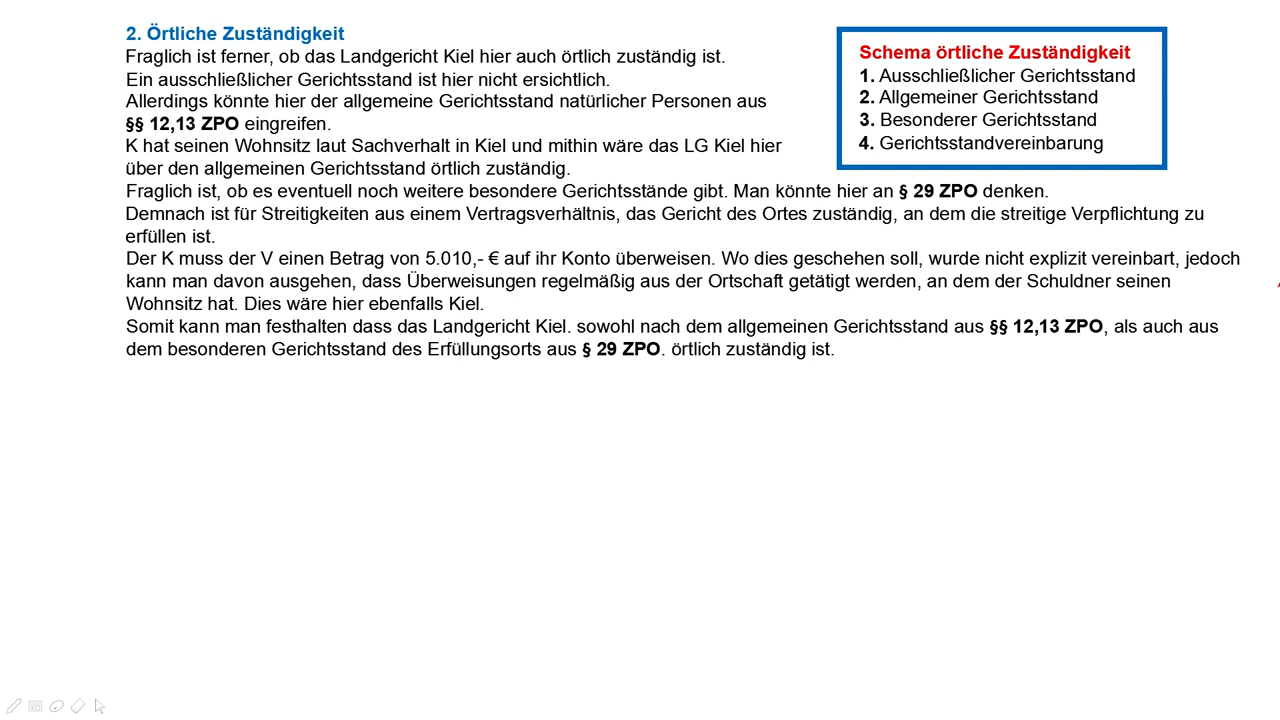 2. Örtliche Zuständigkeit
Fraglich ist ferner, ob das Landgericht Kiel hier auch örtlich zuständig ist.
Ein ausschließlicher Gerichtsstand ist hier nicht ersichtlich.
Allerdings könnte hier der allgemeine Gerichtsstand natürlicher Personen aus
§§ 12,13 ZPO eingreifen.
K hat seinen Wohnsitz laut Sachverhalt in Kiel und mithin wäre das LG Kiel hier
über den allgemeinen Gerichtsstand örtlich zuständig.
Fraglich ist, ob es eventuell noch weitere besondere Gerichtsstände gibt. Man könnte hier an § 29 ZPO denken.
Demnach ist für Streitigkeiten aus einem Vertragsverhältnis, das Gericht des Ortes zuständig, an dem die streitige Verpflichtung zu
erfüllen ist.
Der K muss der V einen Betrag von 5.010,- € auf ihr Konto überweisen. Wo dies geschehen soll, wurde nicht explizit vereinbart, jedoch
kann man davon ausgehen, dass Überweisungen regelmäßig aus der Ortschaft getätigt werden, an dem der Schuldner seinen
Wohnsitz hat. Dies wäre hier ebenfalls Kiel.
Somit kann man festhalten dass das Landgericht Kiel. sowohl nach dem allgemeinen Gerichtsstand aus §§ 12,13 ZPO, als auch aus
dem besonderen Gerichtsstand des Erfüllungsorts aus § 29 ZPO. örtlich zuständig ist.
Schema örtliche Zuständigkeit
1. Ausschließlicher Gerichtsstand
2. Allgemeiner Gerichtsstand
3. Besonderer Gerichtsstand
4. Gerichtsstandvereinbarung